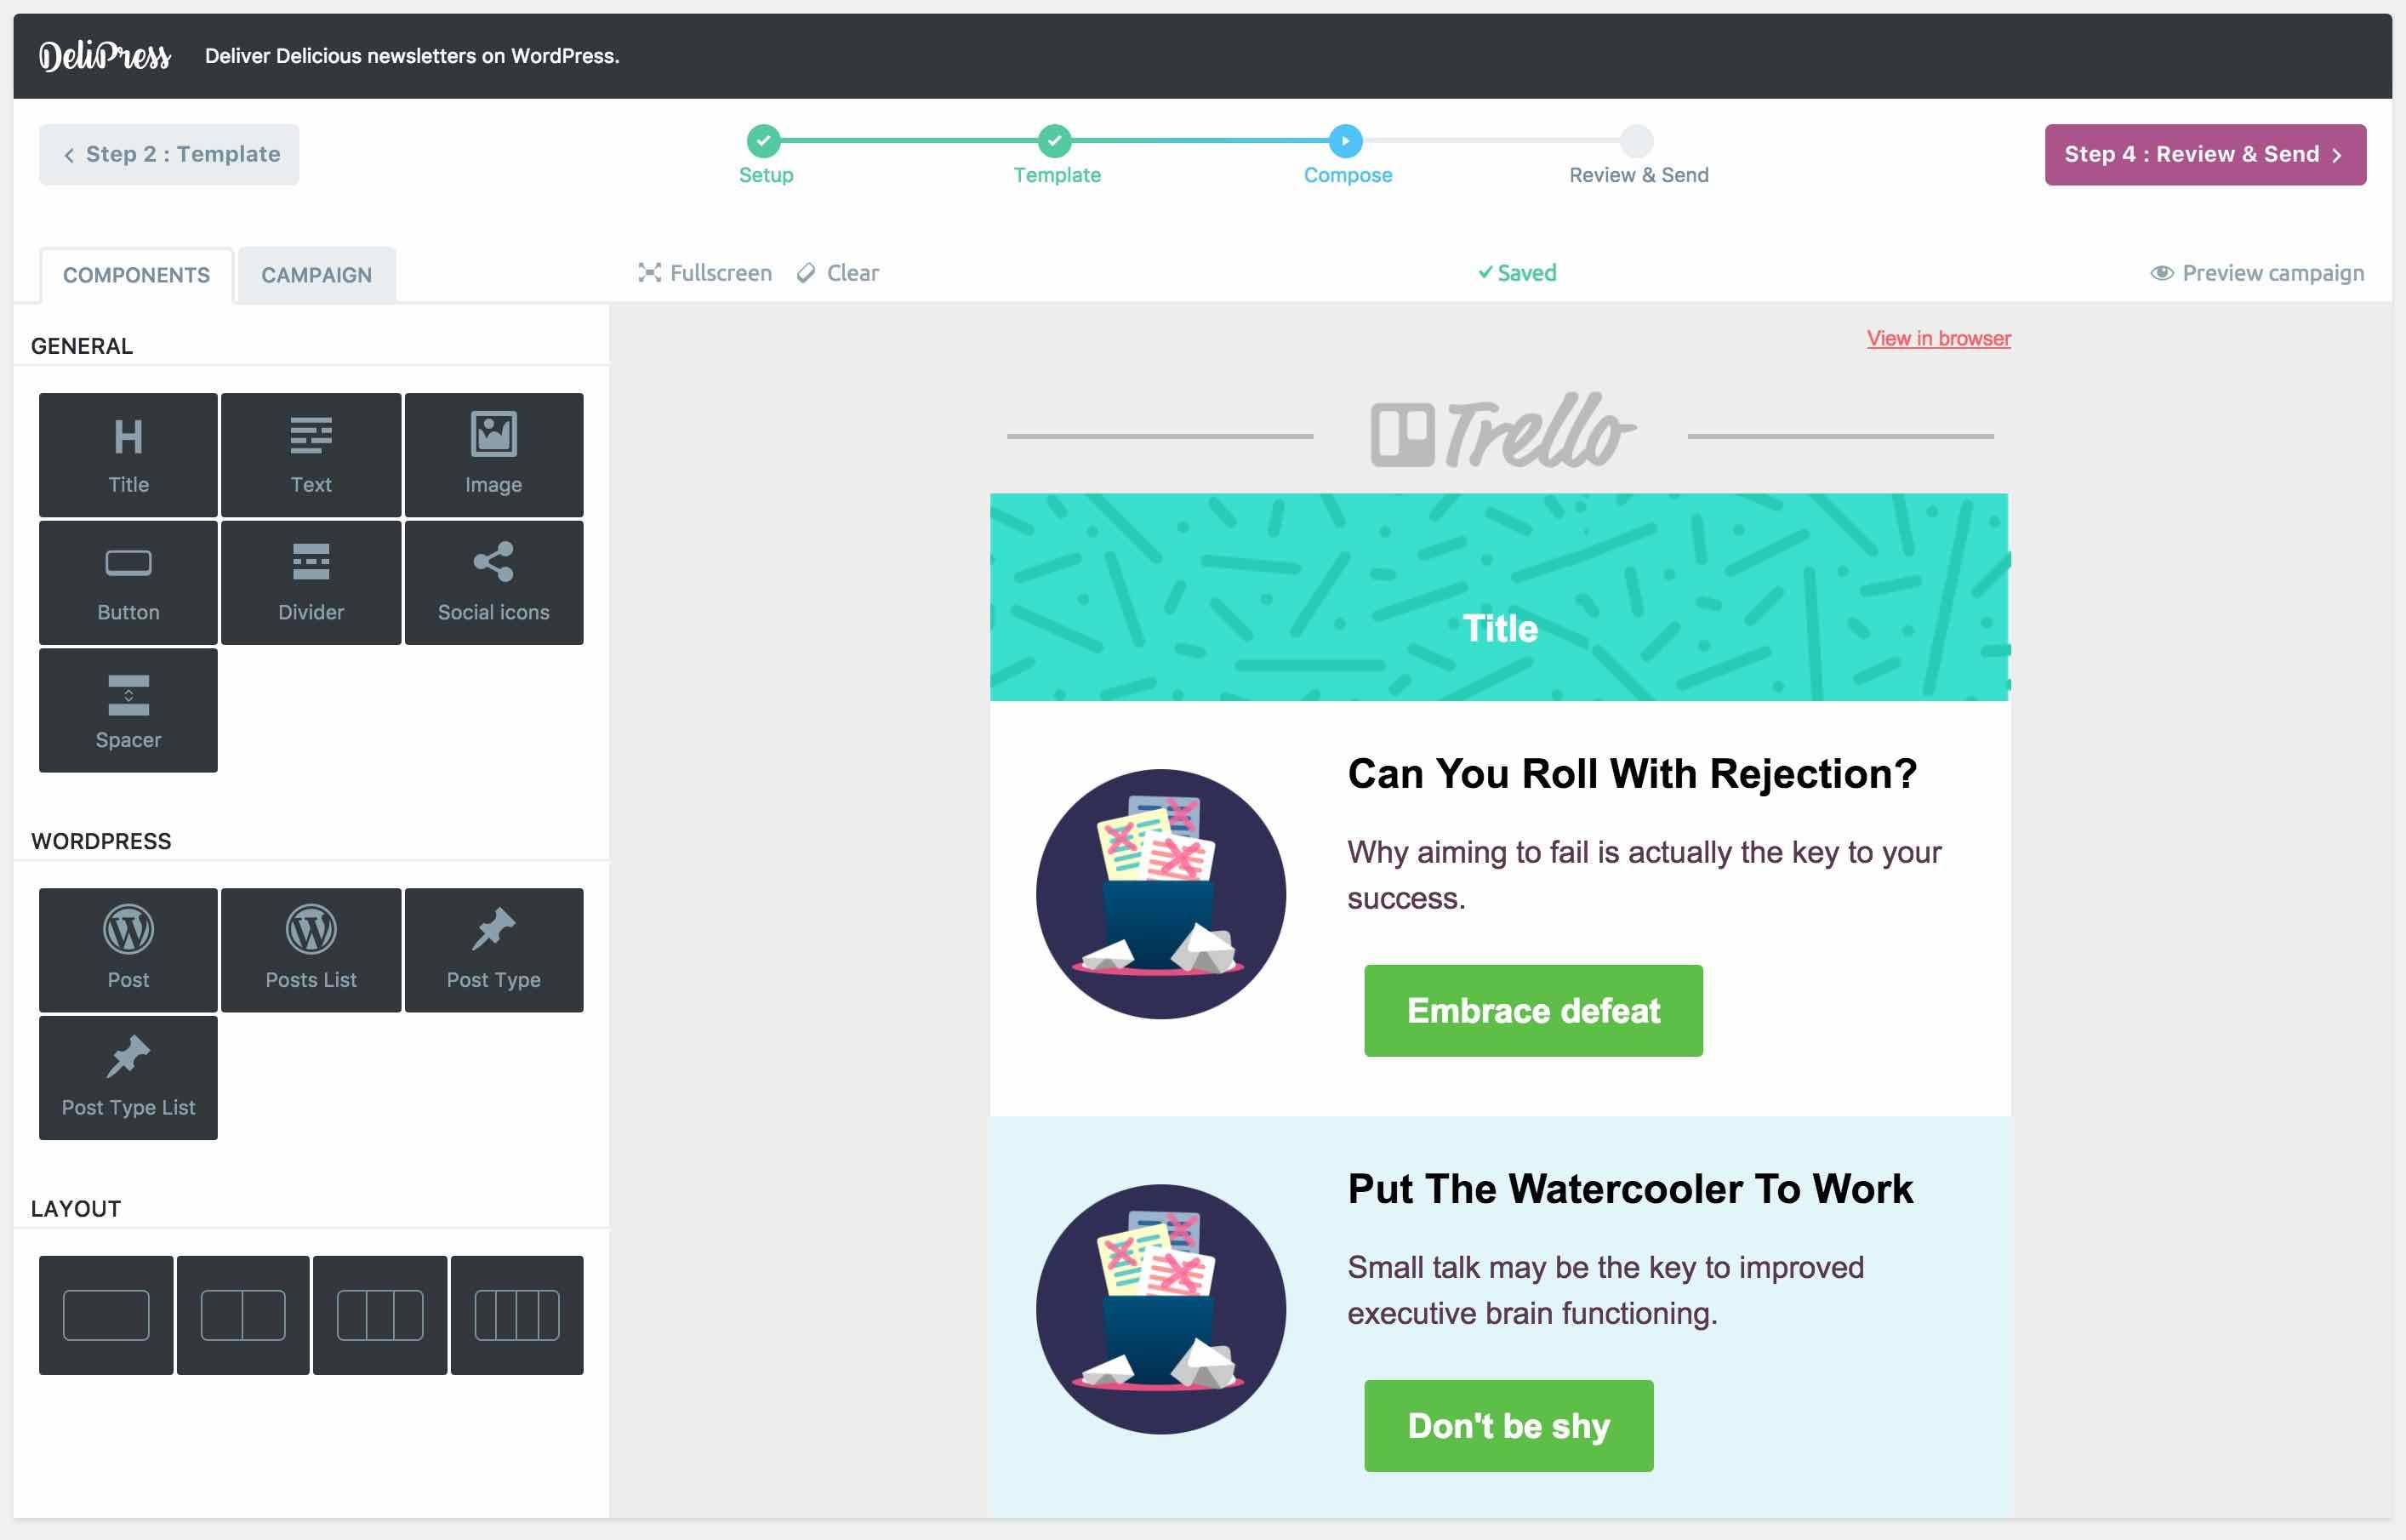 DeliPress Deliver Delicious newsletters on WordPress.
Step 2 : Template
Setup Template Compose Review & Send
Step 4 : Review & Send
COMPONENTS CAMPAIGN
Fullscreen Clear
Saved
Preview campaign
GENERAL
H
Title Text Image
Button Divider Social icons
Spacer
WORDPRESS
Post Posts List Post Type
Post Type List
LAYOUT
View in browser
Trello
Title
Can You Roll With Rejection?
Why aiming to fail is actually the key to your
success.
Embrace defeat
Put The Watercooler To Work
Small talk may be the key to improved
executive brain functioning.
Don't be shy